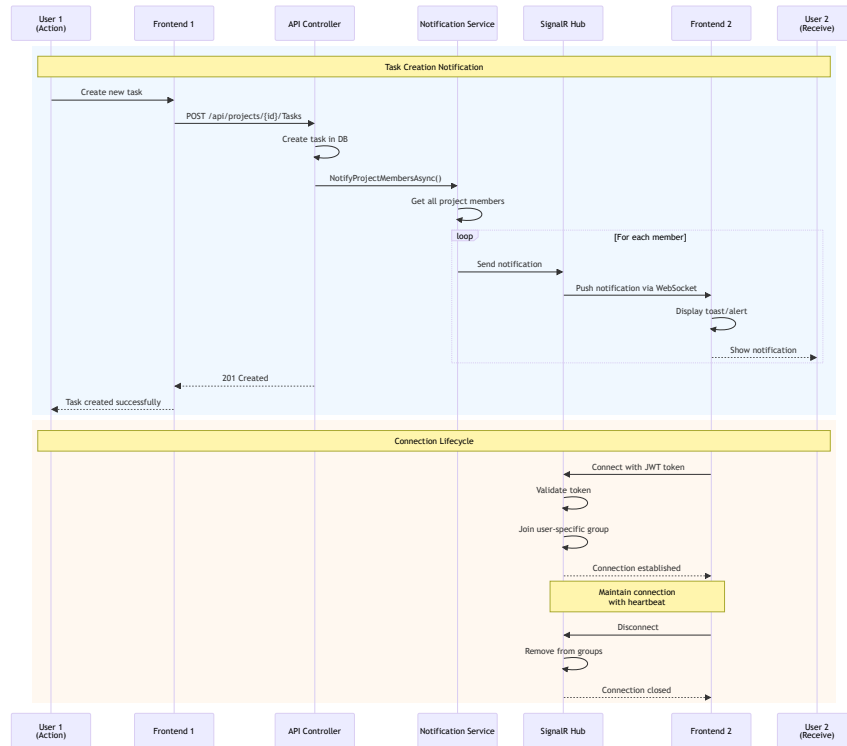 User 1
(Action)
Frontend 1
API Controller
Notification Service
SignalR Hub
Frontend 2
User 2
(Receive)
Task Creation Notification
Create new task
POST /api/projects/{id}/Tasks
Create task in DB
NotifyProjectMembersAsync()
Get all project members
loop
[For each member]
Send notification
Push notification via WebSocket
Display toast/alert
Show notification
201 Created
Task created successfully
Connection Lifecycle
Connect with JWT token
Validate token
Join user-specific group
Connection established
Maintain connection
with heartbeat
Disconnect
Remove from groups
Connection closed
User 1
(Action)
Frontend 1
API Controller
Notification Service
SignalR Hub
Frontend 2
User 2
(Receive)